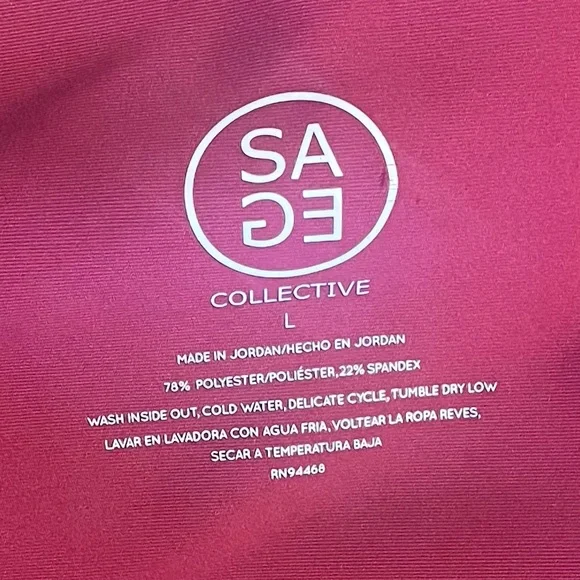 SA
GE
COLLECTIVE
L
MADE IN JORDAN/HECHO EN JORDAN
78% POLYESTER/POLIÉSTER,22% SPANDEX
WASH INSIDE OUT, COLD WATER, DELICATE CYCLE, TUMBLE DRY LOW
LAVAR EN LAVADORA CON AGUA FRIA, VOLTEAR LA ROPA REVES,
SECAR A TEMPERATURA BAJA
RN94468